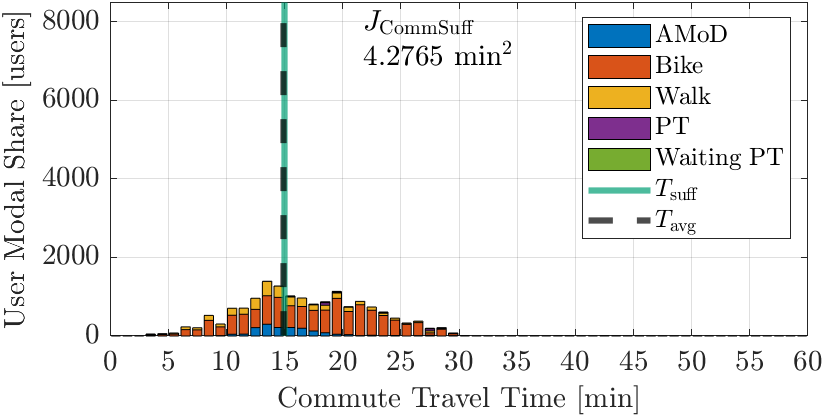 J_CommSuff
4.2765 min²
AMoD
Bike
Walk
PT
Waiting PT
T_suff
T_avg
User Modal Share [users]
8000
6000
4000
2000
0
0 5 10 15 20 25 30 35 40 45 50 55 60
Commute Travel Time [min]